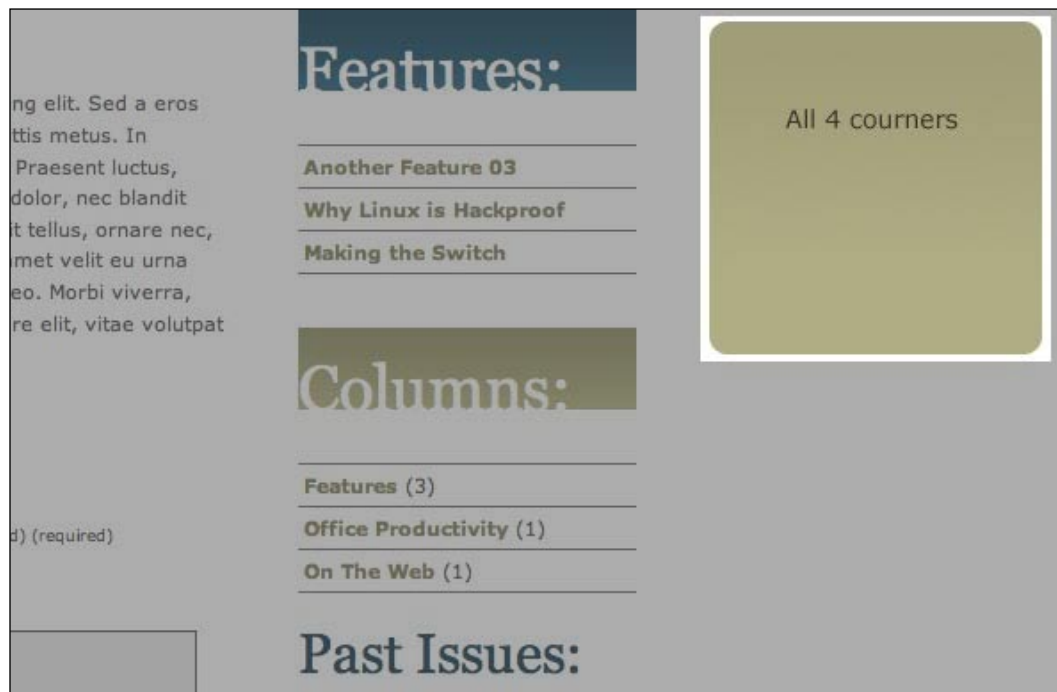 ng elit. Sed a eros
ttis metus. In
Praesent luctus,
dolor, nec blandit
it tellus, ornare nec,
amet velit eu urna
eo. Morbi viverra,
re elit, vitae volutpat
d) (required)
Features:
Another Feature 03
Why Linux is Hackproof
Making the Switch
Columns:
Features (3)
Office Productivity (1)
On The Web (1)
Past Issues:
All 4 courners